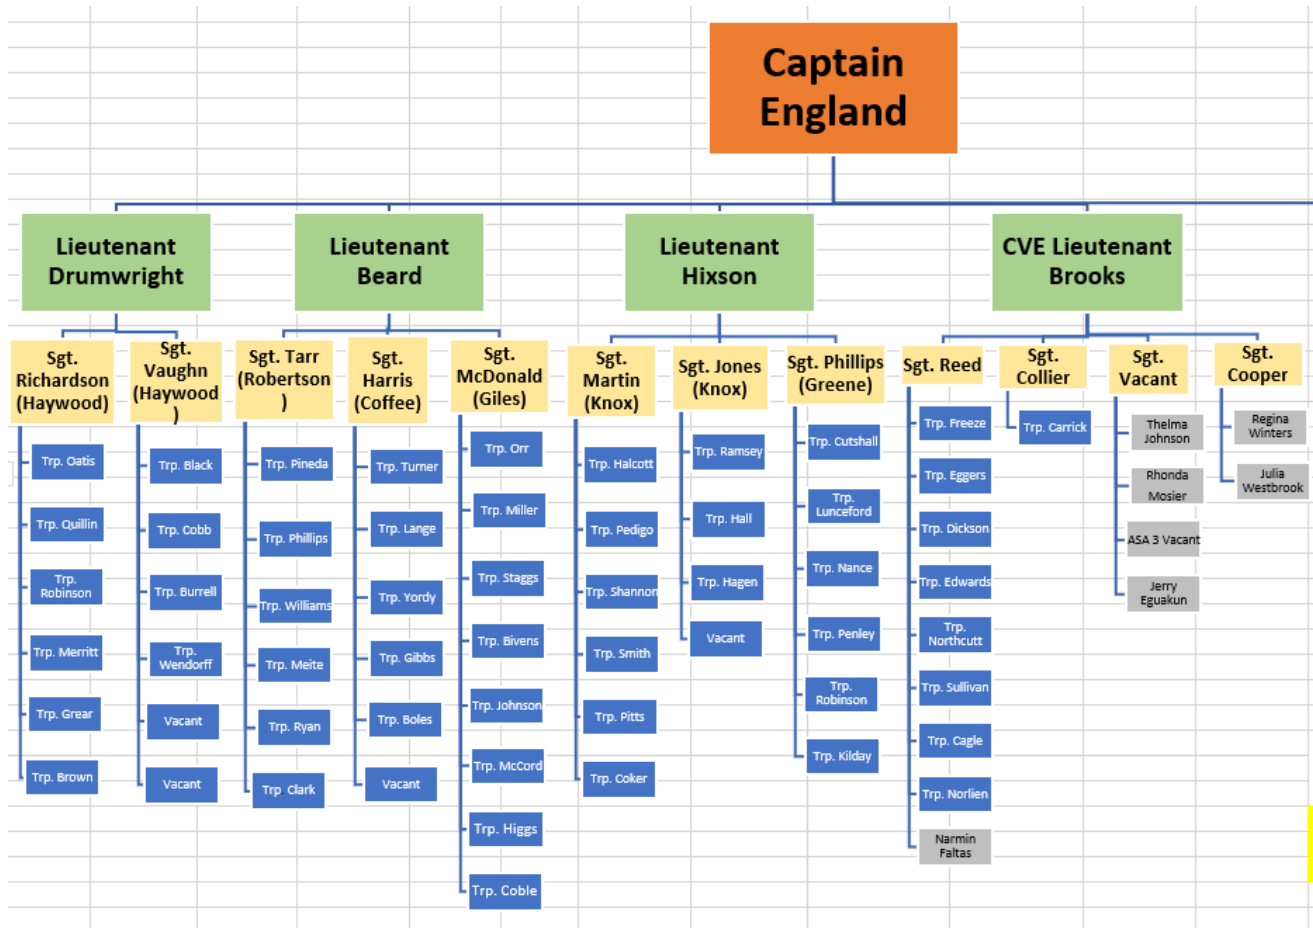 Captain
England
Lieutenant
Drumwright
Lieutenant
Beard
Lieutenant
Hixson
CVE Lieutenant
Brooks
Sgt.
Richardson
(Haywood)
Trp. Oatis
Trp. Quillin
Trp.
Robinson
Trp. Merritt
Trp. Grear
Trp. Brown
Sgt.
Vaughn
(Haywood
)
Trp. Black
Trp. Cobb
Trp. Burrell
Trp.
Wendorff
Vacant
Vacant
Sgt. Tarr
(Robertson
)
Trp. Pineda
Trp. Phillips
Trp. Williams
Trp. Meite
Trp. Ryan
Trp. Clark
Sgt.
Harris
(Coffee)
Trp. Turner
Trp. Lange
Trp. Yordy
Trp. Gibbs
Trp. Boles
Vacant
Sgt.
McDonald
(Giles)
Trp. Orr
Trp. Miller
Trp. Staggs
Trp. Bivens
Trp. Johnson
Trp. McCord
Trp. Higgs
Trp. Coble
Sgt.
Martin
(Knox)
Trp. Halcott
Trp. Pedigo
Trp. Shannon
Trp. Smith
Trp. Pitts
Trp. Coker
Sgt. Jones
(Knox)
Trp. Ramsey
Trp. Hall
Trp. Hagen
Vacant
Sgt. Phillips
(Greene)
Trp. Cutshall
Trp.
Lunceford
Trp. Nance
Trp. Penley
Trp.
Robinson
Trp. Kilday
Sgt. Reed
Trp. Freeze
Trp. Eggers
Trp. Dickson
Trp. Edwards
Trp.
Northcutt
Trp. Sullivan
Trp. Cagle
Trp. Norlien
Narmin
Faltas
Sgt.
Collier
Trp. Carrick
Sgt.
Vacant
Thelma
Johnson
Rhonda
Mosier
ASA 3 Vacant
Jerry
Eguakun
Sgt.
Cooper
Regina
Winters
Julia
Westbrook